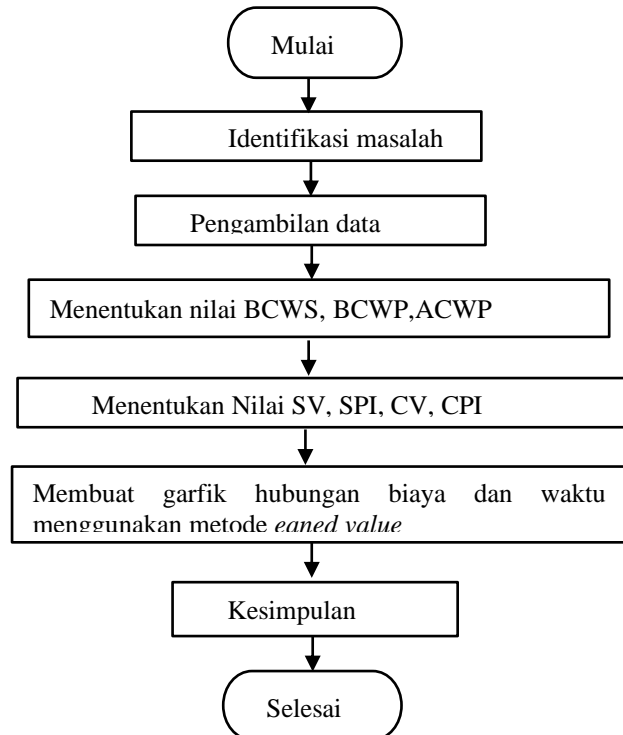 Mulai
Identifikasi masalah
Pengambilan data
Menentukan nilai BCWS, BCWP,ACWP
Menentukan Nilai SV, SPI, CV, CPI
Membuat garfik hubungan biaya dan waktu
menggunakan metode eaned value
Kesimpulan
Selesai